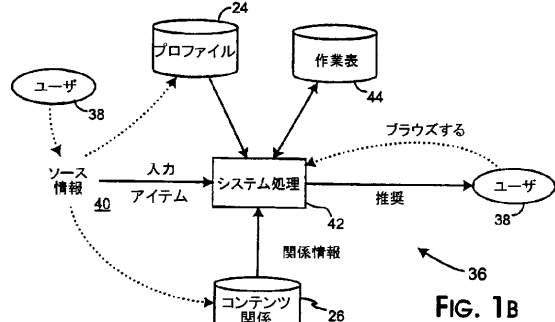 24
プロファイル
作業表
44
ユーザ
38
ブラウズする
ソース
情報
40
入力
アイテム
システム処理
42
推奨
ユーザ
38
関係情報
36
コンテンツ
関係
26
FIG. 1B